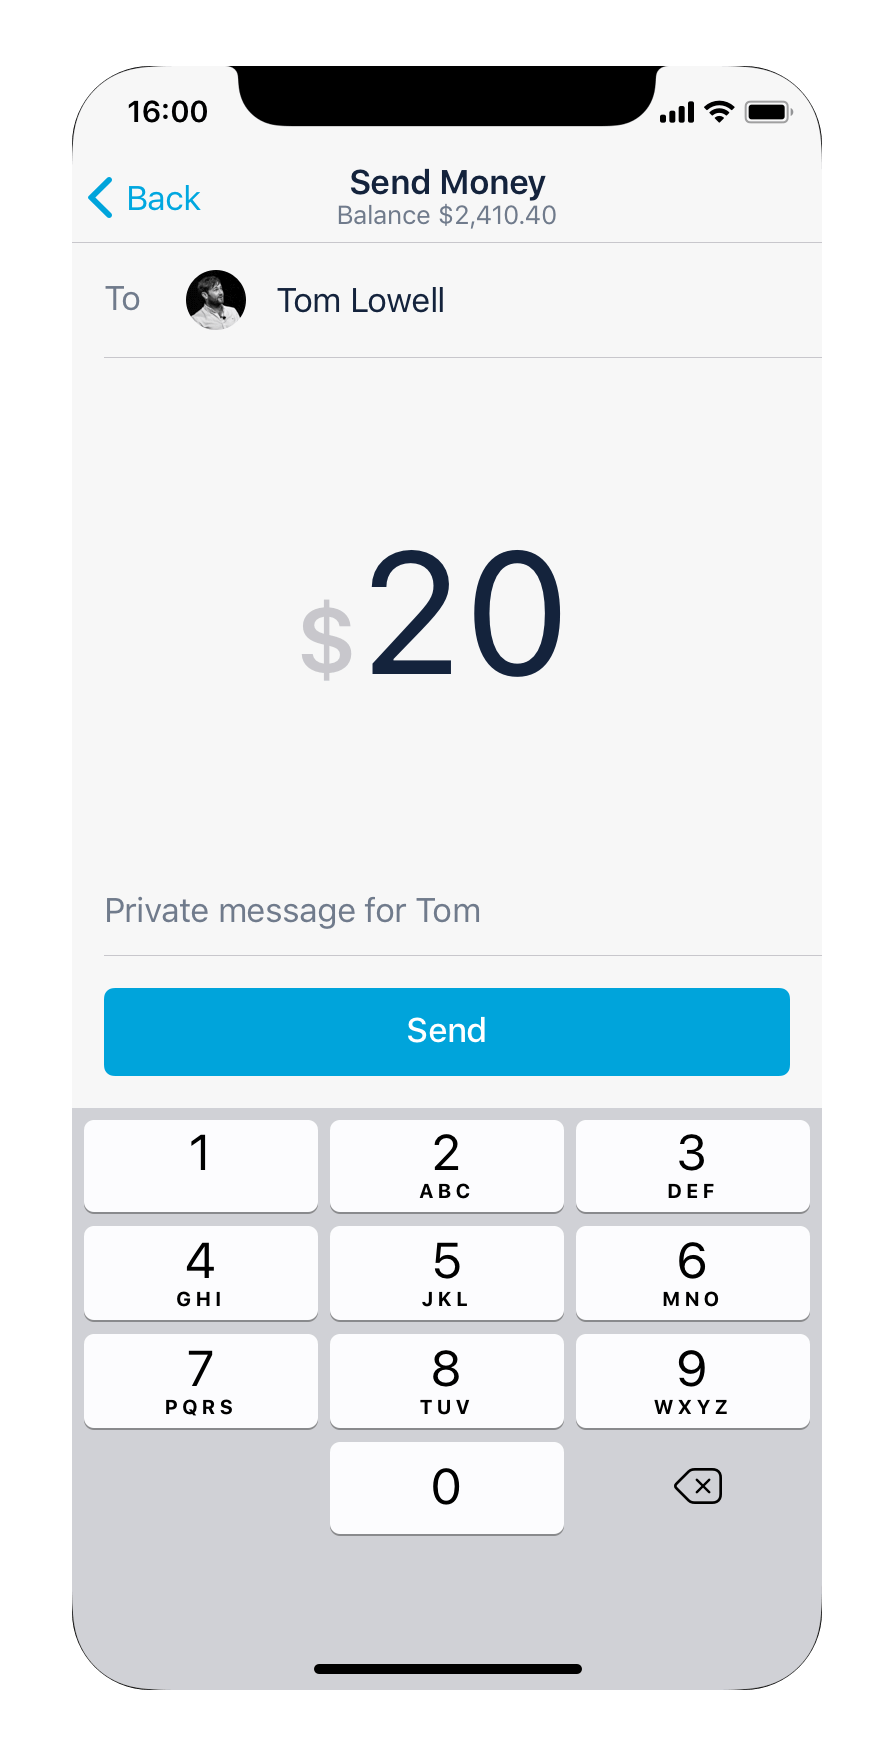 16:00
Back
Send Money
Balance $2,410.40
To
Tom Lowell
$20
Private message for Tom
Send
1
2
ABC
3
DEF
4
GHI
5
JKL
6
MNO
7
PQRS
8
TUV
9
WXYZ
0